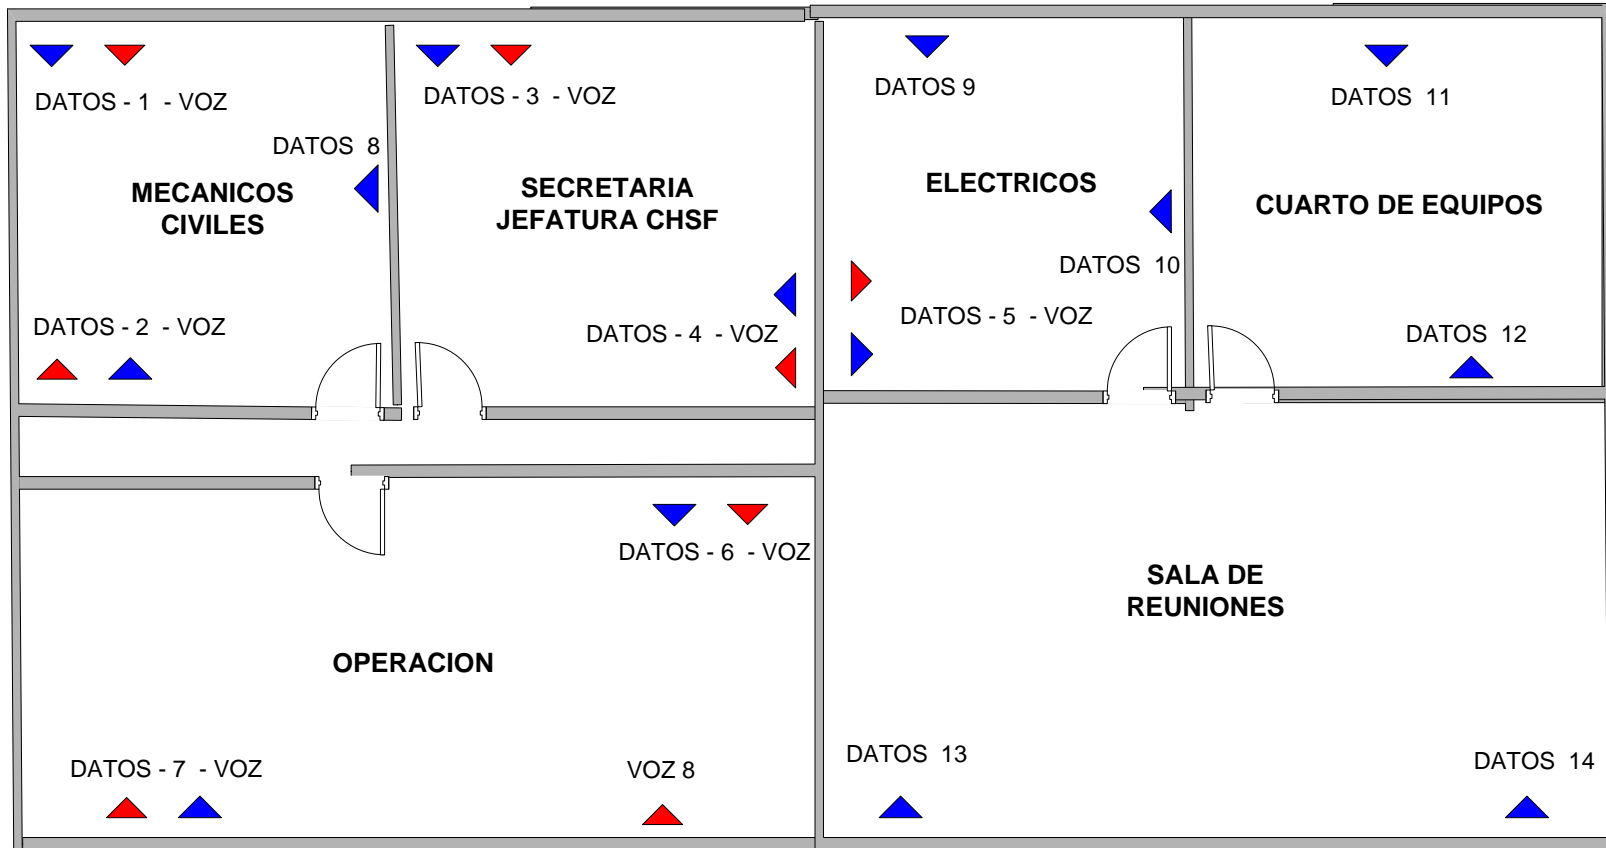 DATOS - 1 - VOZ
DATOS 8
MECANICOS
CIVILES
DATOS - 2 - VOZ
DATOS - 3 - VOZ
SECRETARIA
JEFATURA CHSF
DATOS - 4 - VOZ
DATOS 9
ELECTRICOS
DATOS 10
DATOS - 5 - VOZ
DATOS 11
CUARTO DE EQUIPOS
DATOS 12
DATOS - 6 - VOZ
OPERACION
DATOS - 7 - VOZ
VOZ 8
SALA DE
REUNIONES
DATOS 13
DATOS 14